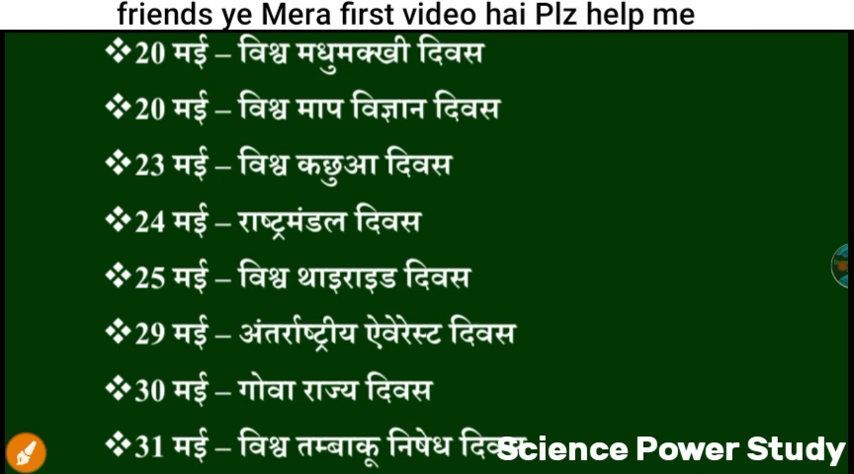 friends ye Mera first video hai Plz help me
❖20 मई – विश्व मधुमक्खी दिवस
❖20 मई – विश्व माप विज्ञान दिवस
❖23 मई – विश्व कछुआ दिवस
❖24 मई – राष्ट्रमंडल दिवस
❖25 मई – विश्व थाइराइड दिवस
❖29 मई – अंतर्राष्ट्रीय ऐवेरेस्ट दिवस
❖30 मई – गोवा राज्य दिवस
❖31 मई – विश्व तम्बाकू निषेध दिवस
Science Power Study